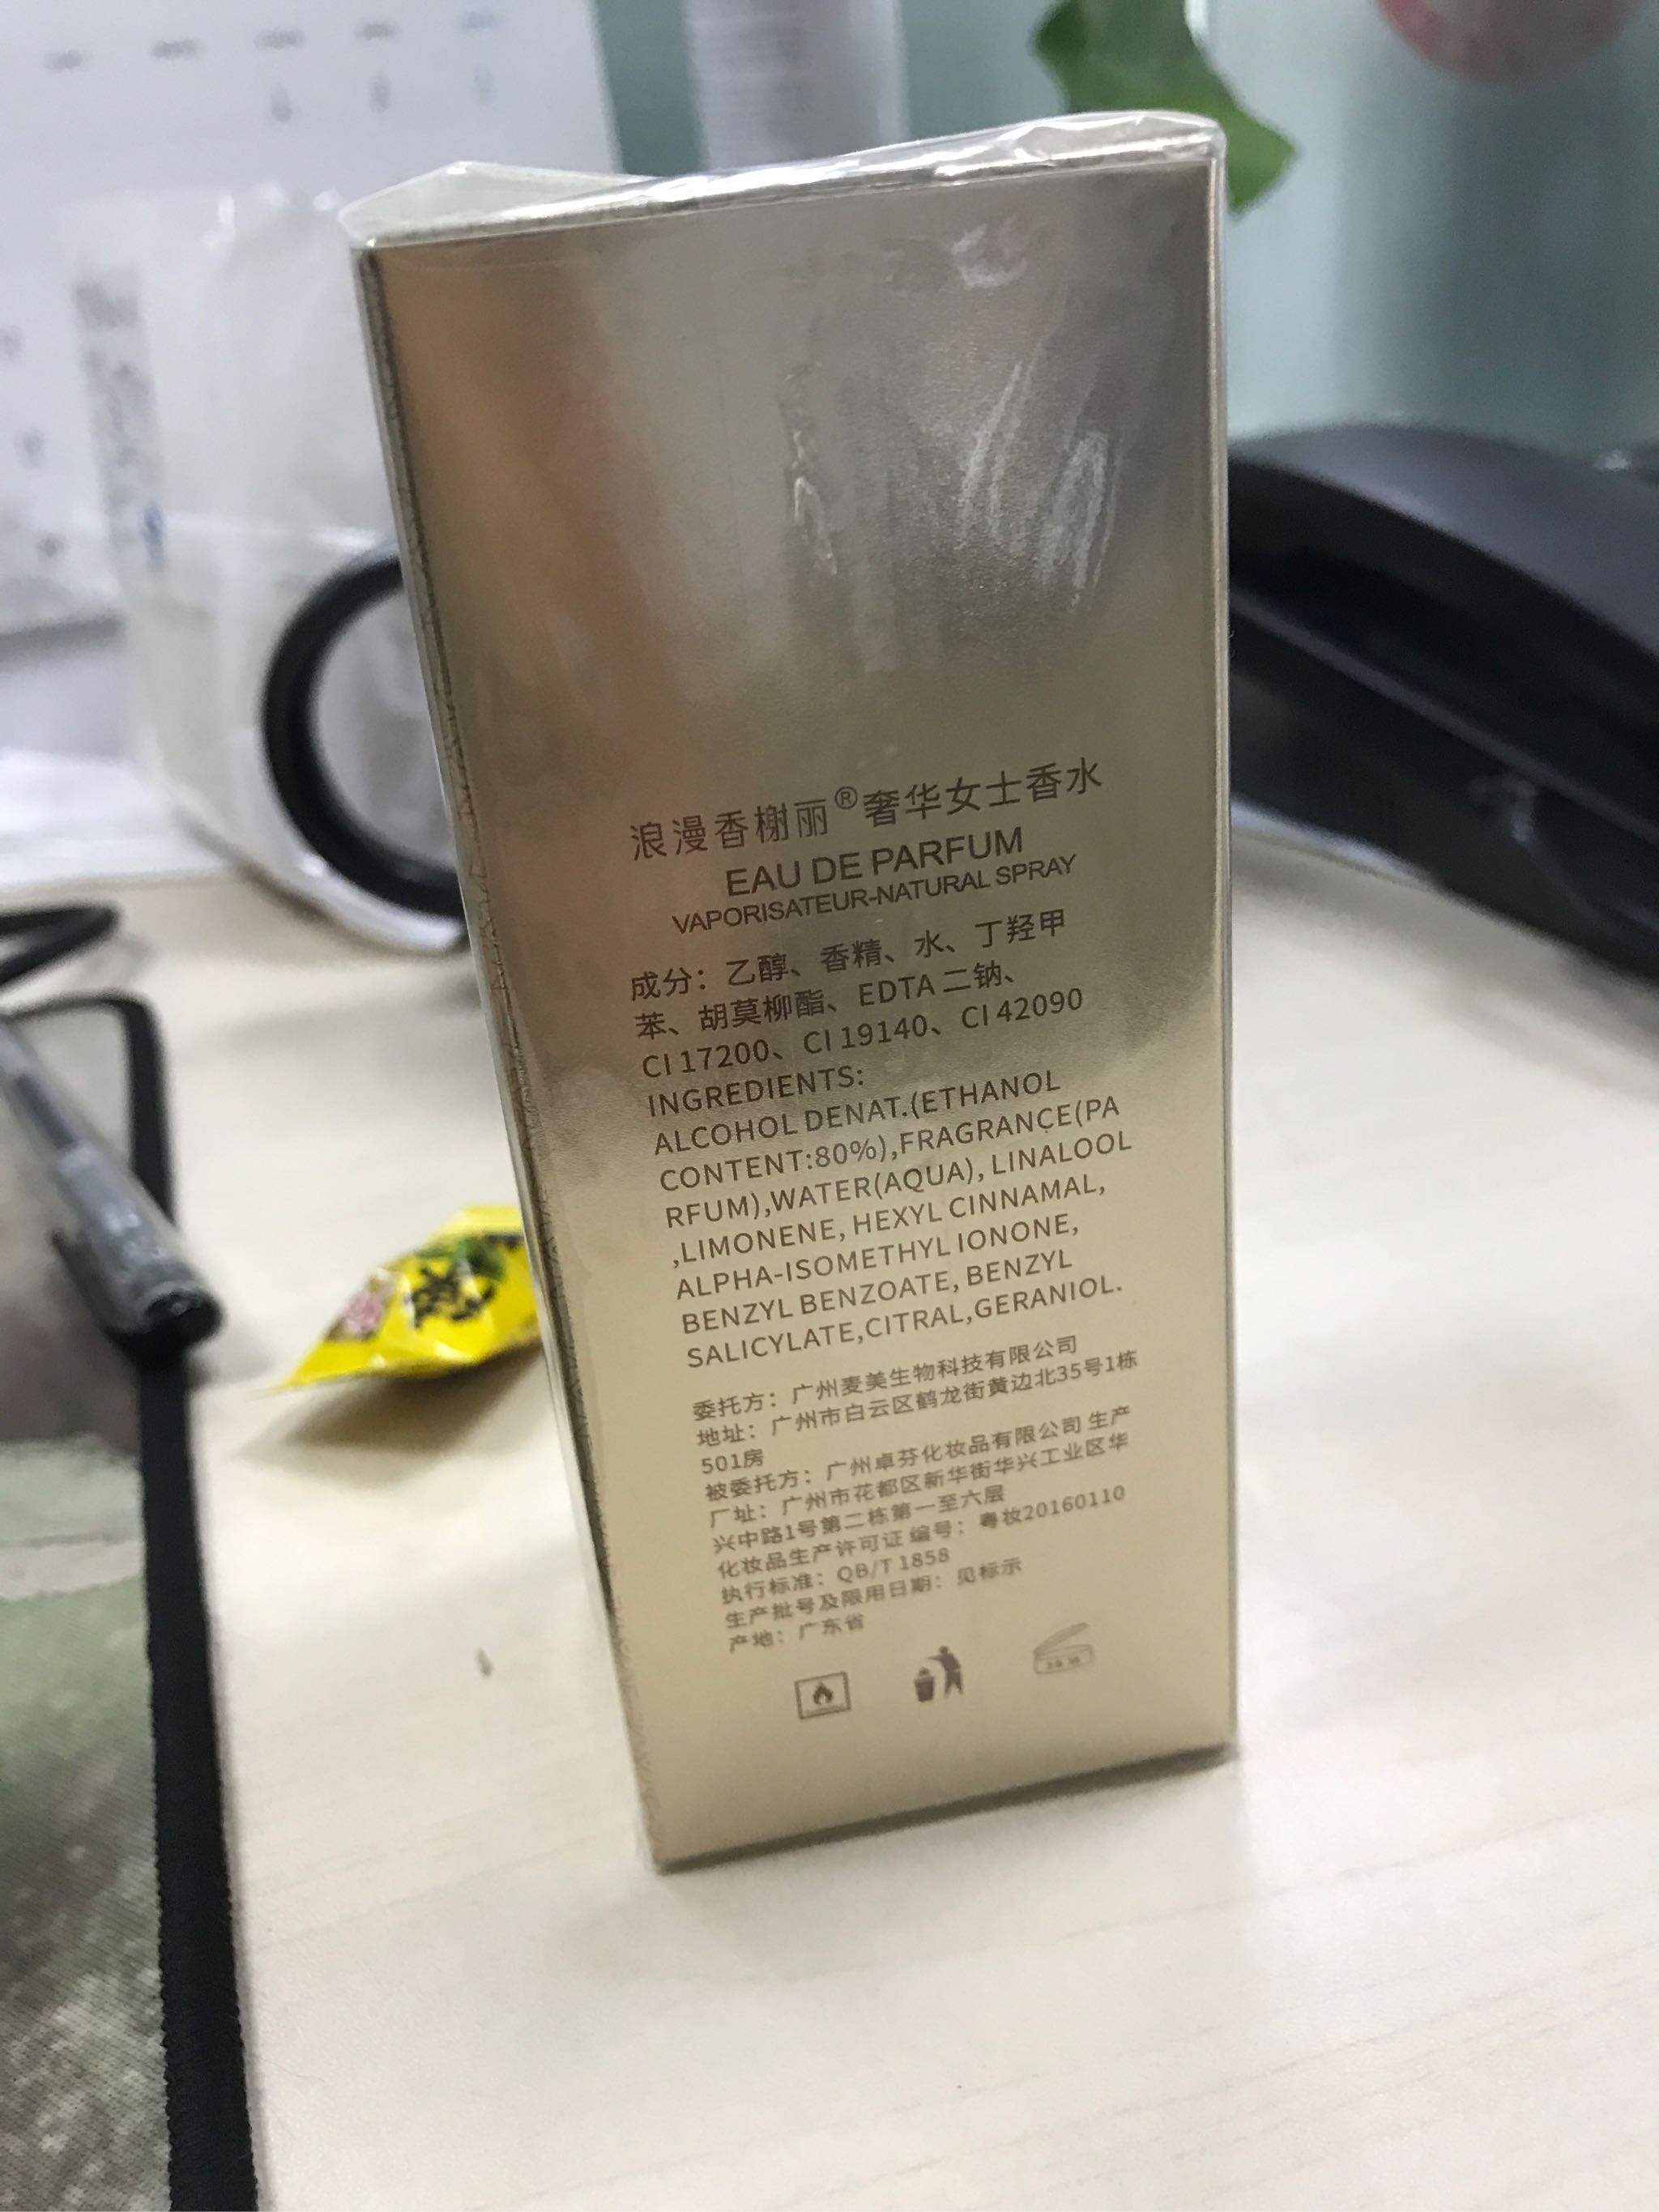 浪漫香榭丽®奢华女士香水
EAU DE PARFUM
VAPORISATEUR-NATURAL SPRAY
成分：乙醇、香精、水、丁羟甲
苯、胡莫柳酯、EDTA 二钠、
CI 17200、CI 19140、CI 42090
INGREDIENTS:
ALCOHOL DENAT.(ETHANOL
CONTENT:80%),FRAGRANCE(PA
RFUM),WATER(AQUA), LINALOOL
,LIMONENE, HEXYL CINNAMAL,
ALPHA-ISOMETHYL IONONE,
BENZYL BENZOATE, BENZYL
SALICYLATE,CITRAL,GERANIOL.
委托方：广州麦美生物科技有限公司
地址：广州市白云区鹤龙街黄边北35号1栋
501房
被委托方：广州卓芬化妆品有限公司 生产
厂址：广州市花都区新华街华兴工业区华
兴中路1号第二栋第一至六层
化妆品生产许可证 编号：粤妆20160110
执行标准：QB/T 1858
生产批号及限用日期：见标示
产地：广东省